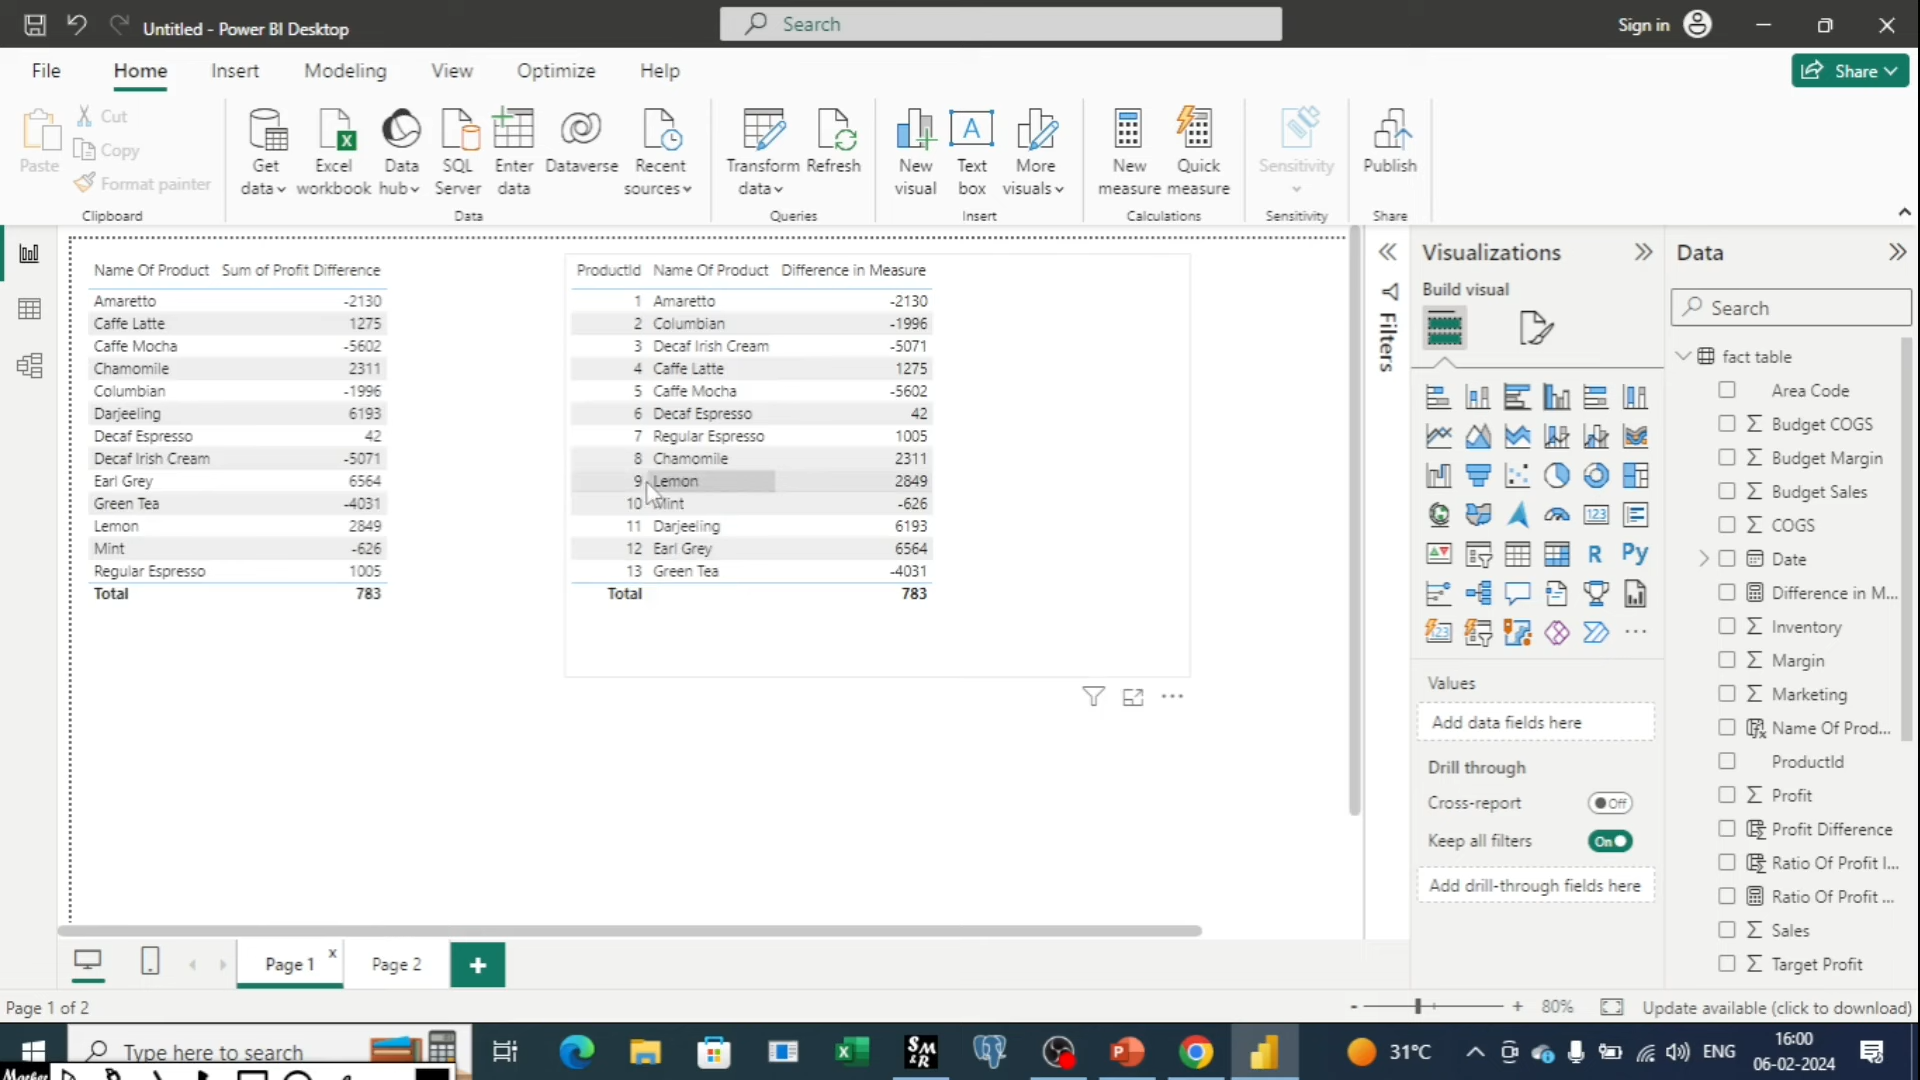 Untitled - Power BI Desktop
Search
Sign in
File
Home
Insert
Modeling
View
Optimize
Help
Share
Paste
Cut
Copy
Format painter
Clipboard
Get data
Excel workbook
Data hub
SQL Server
Enter data
Dataverse
Recent sources
Data
Transform data
Refresh
Queries
New visual
Text box
More visuals
Insert
New measure
Quick measure
Calculations
Sensitivity
Sensitivity
Publish
Share
Name Of Product Sum of Profit Difference
Amaretto -2130
Caffe Latte 1275
Caffe Mocha -5602
Chamomile 2311
Columbian -1996
Darjeeling 6193
Decaf Espresso 42
Decaf Irish Cream -5071
Earl Grey 6564
Green Tea -4031
Lemon 2849
Mint -626
Regular Espresso 1005
Total 783
ProductId Name Of Product Difference in Measure
1 Amaretto -2130
2 Columbian -1996
3 Decaf Irish Cream -5071
4 Caffe Latte 1275
5 Caffe Mocha -5602
6 Decaf Espresso 42
7 Regular Espresso 1005
8 Chamomile 2311
9 Lemon 2849
10 Mint -626
11 Darjeeling 6193
12 Earl Grey 6564
13 Green Tea -4031
Total 783
Filters
Visualizations
Build visual
123
R
Py
123
Values
Add data fields here
Drill through
Cross-report
Off
Keep all filters
On
Add drill-through fields here
Data
Search
fact table
Area Code
Budget COGS
Budget Margin
Budget Sales
COGS
Date
Difference in M...
Inventory
Margin
Marketing
Name Of Prod...
ProductId
Profit
Profit Difference
Ratio Of Profit I...
Ratio Of Profit ...
Sales
Target Profit
Page 1
x
Page 2
+
Page 1 of 2
- + 80%
Update available (click to download)
Type here to search
SM
&R
31°C
ENG
16:00
06-02-2024
Marker